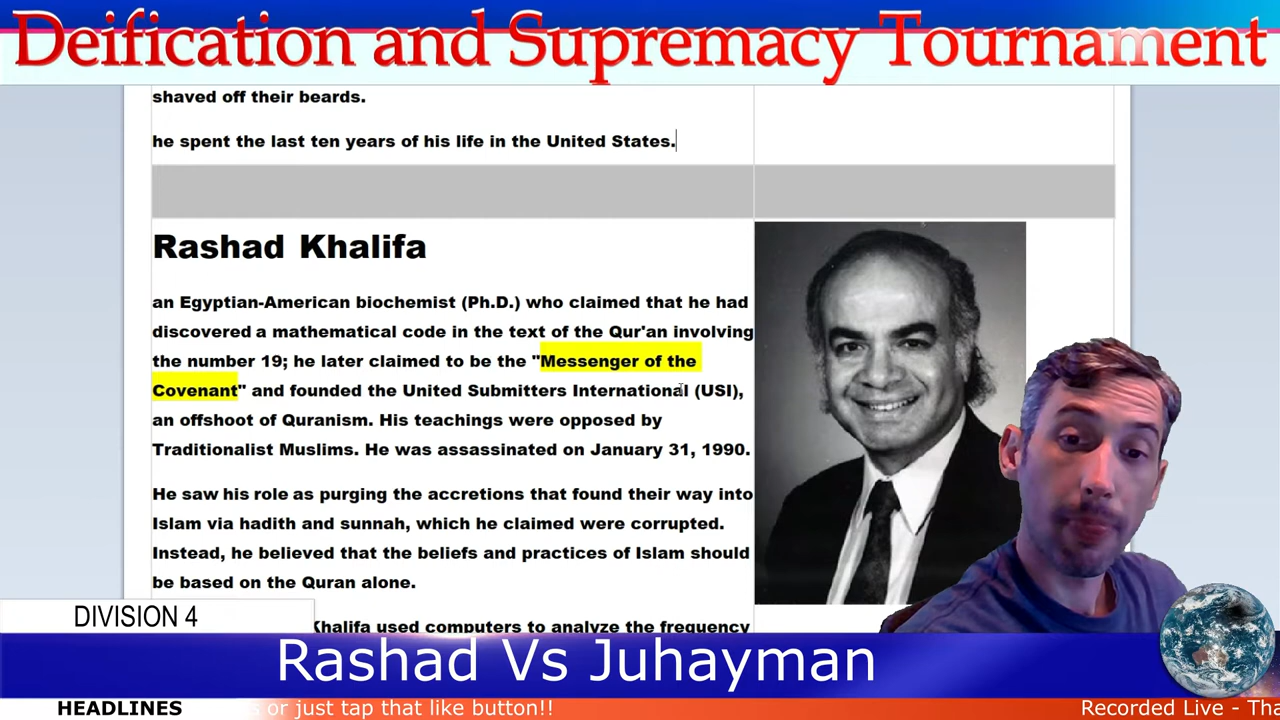 Deification and Supremacy Tournament
shaved off their beards.
he spent the last ten years of his life in the United States.
Rashad Khalifa
an Egyptian-American biochemist (Ph.D.) who claimed that he had
discovered a mathematical code in the text of the Qur'an involving
the number 19; he later claimed to be the "Messenger of the
Covenant" and founded the United Submitters International (USI),
an offshoot of Quranism. His teachings were opposed by
Traditionalist Muslims. He was assassinated on January 31, 1990.
He saw his role as purging the accretions that found their way into
Islam via hadith and sunnah, which he claimed were corrupted.
Instead, he believed that the beliefs and practices of Islam should
be based on the Quran alone.
Khalifa used computers to analyze the frequency
DIVISION 4
Rashad Vs Juhayman
HEADLINES
or just tap that like button!!
Recorded Live -